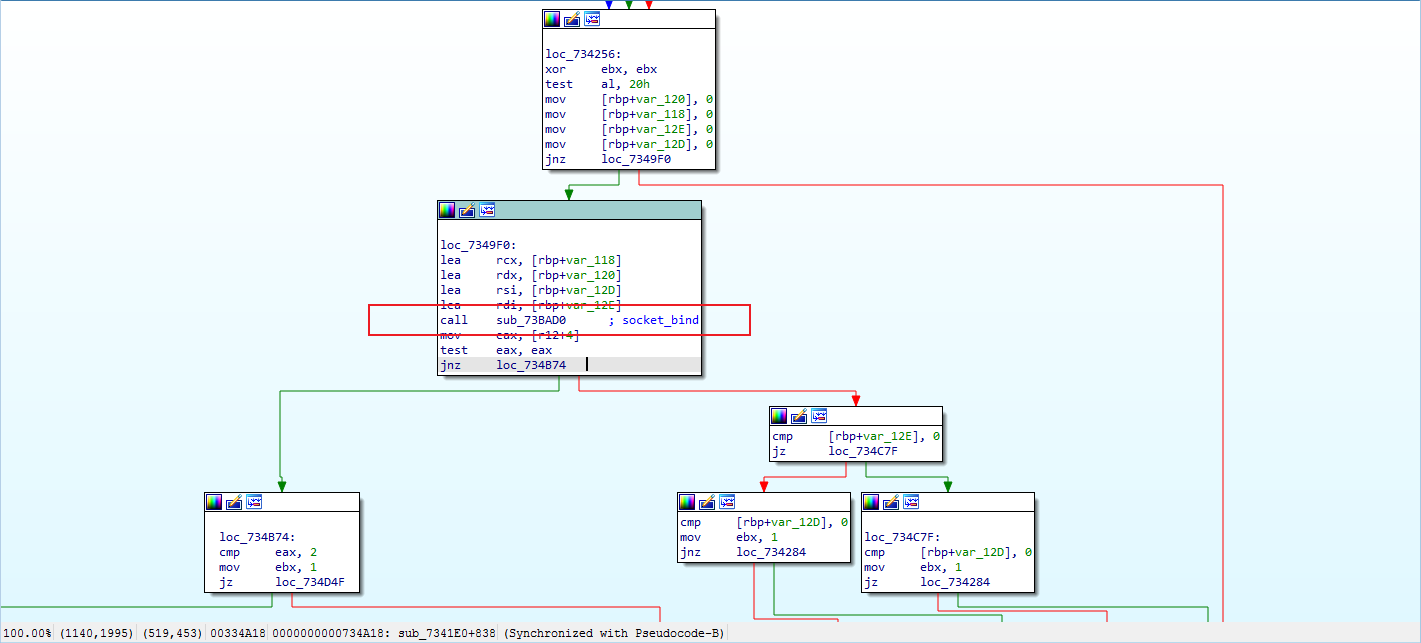 loc_734256:
xor ebx, ebx
test al, 20h
mov [rbp+var_120], 0
mov [rbp+var_118], 0
mov [rbp+var_12E], 0
mov [rbp+var_12D], 0
jnz loc_7349F0
loc_7349F0:
lea rcx, [rbp+var_118]
lea rdx, [rbp+var_120]
lea rsi, [rbp+var_12D]
lea rdi, [rbp+var_12E]
call sub_73BAD0 ; socket_bind
mov eax, [r12+4]
test eax, eax
jnz loc_734B74
cmp [rbp+var_12E], 0
jz loc_734C7F
loc_734B74:
cmp eax, 2
mov ebx, 1
jz loc_734D4F
cmp [rbp+var_12D], 0
mov ebx, 1
jnz loc_734284
loc_734C7F:
cmp [rbp+var_12D], 0
mov ebx, 1
jz loc_734284
100.00% (1140,1995) (519,453) 00334A18 0000000000734A18: sub_7341E0+838 (Synchronized with Pseudocode-B)